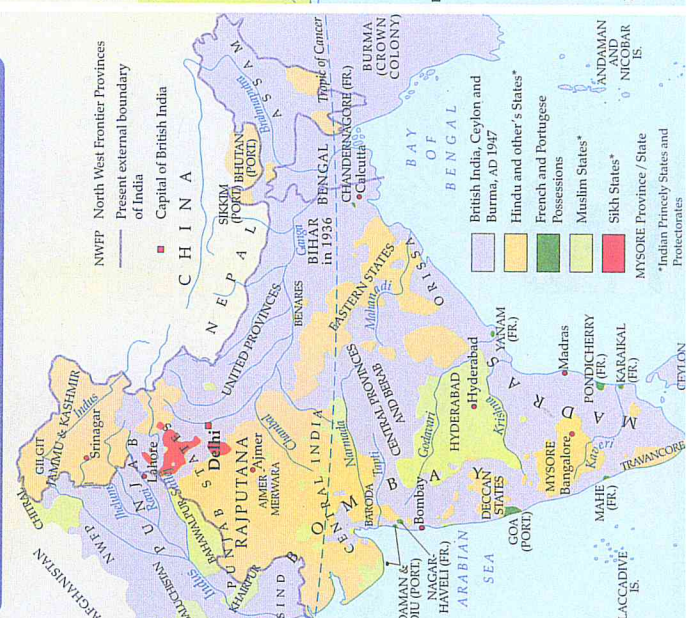 NWFP North West Frontier Provinces
Present external boundary
of India
Capital of British India
CHINA
AFGHANISTAN
CHITRAL
GILGIT
JAMMU & KASHMIR
Indus
Srinagar
NWFP
PUNJAB
Jhelum
Ravi
Lahore
BAHAWALPUR
PUNJAB STATES
Delhi
KHAIRPUR
Indus
SIND
RAJPUTANA
Ajmer
AJMER
MERWARA
Chambal
UNITED PROVINCES
NEPAL
SIKKIM
(PORT)
BHUTAN
(PORT)
ASSAM
Tropic of Cancer
BENARES
Ganga
BIHAR
in 1936
BENGAL
CHANDERNAGORE (FR.)
Calcutta
BURMA
(CROWN
COLONY)
CENTRAL INDIA
Narmada
Tapti
BARODA
BOMBAY
Bombay
CENTRAL PROVINCES
AND BERAR
EASTERN STATES
Mohanadi
ORISSA
BAY
OF
BENGAL
DAMAN &
DIU (PORT.)
NAGAR-
HAVELI (FR.)
ARABIAN
SEA
Godavari
HYDERABAD
Hyderabad
Krisna
YANAM
(FR.)
DECCAN
STATES
GOA
(PORT.)
MADRAS
Madras
MYSORE
Bangalore
Kaveri
PONDICHERRY
(FR.)
KARAIKAL
(FR.)
MAHE
(FR.)
TRAVANCORE
LACCADIVE
IS.
CEYLON
ANDAMAN
AND
NICOBAR
IS.
British India, Ceylon and
Burma, AD 1947
Hindu and other's States*
French and Portugese
Possessions
Muslim States*
Sikh States*
MYSORE Province / State
*Indian Princely States and
Protectorates